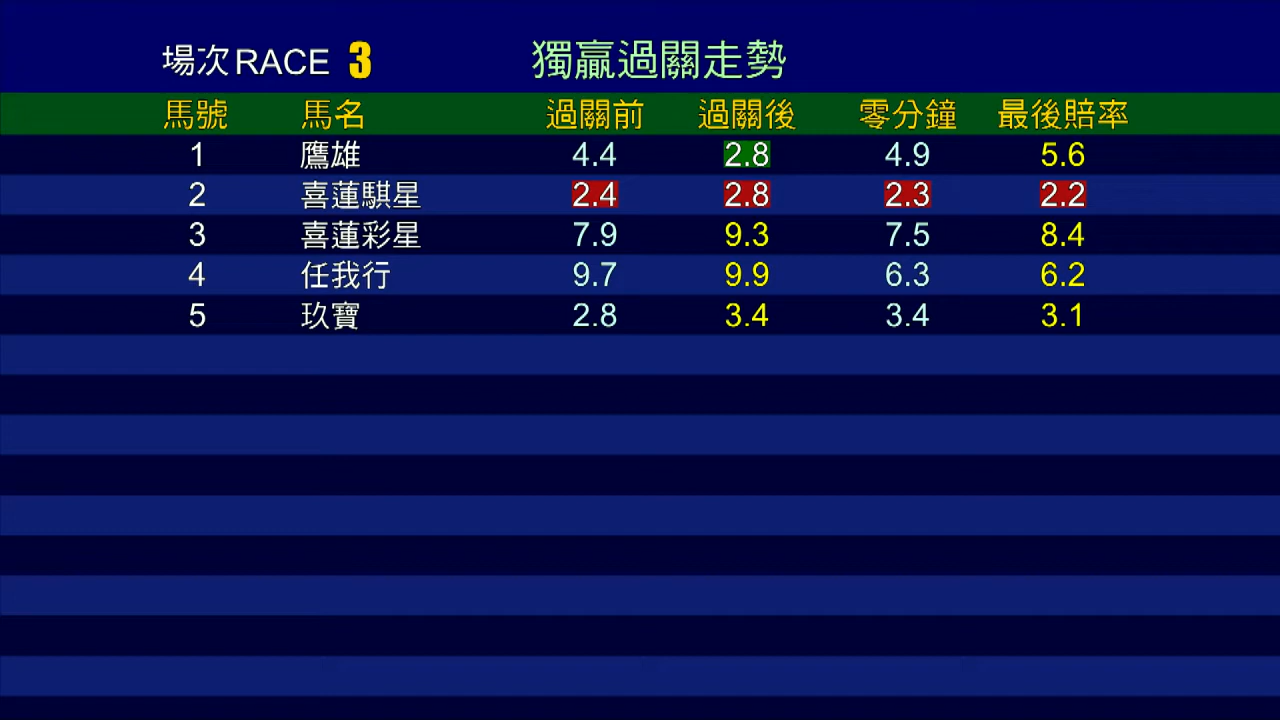 場次RACE 3 獨贏過關走勢
馬號 馬名 過關前 過關後 零分鐘 最後賠率
1 鷹雄 4.4 2.8 4.9 5.6
2 喜蓮騏星 2.4 2.8 2.3 2.2
3 喜蓮彩星 7.9 9.3 7.5 8.4
4 任我行 9.7 9.9 6.3 6.2
5 玖寶 2.8 3.4 3.4 3.1